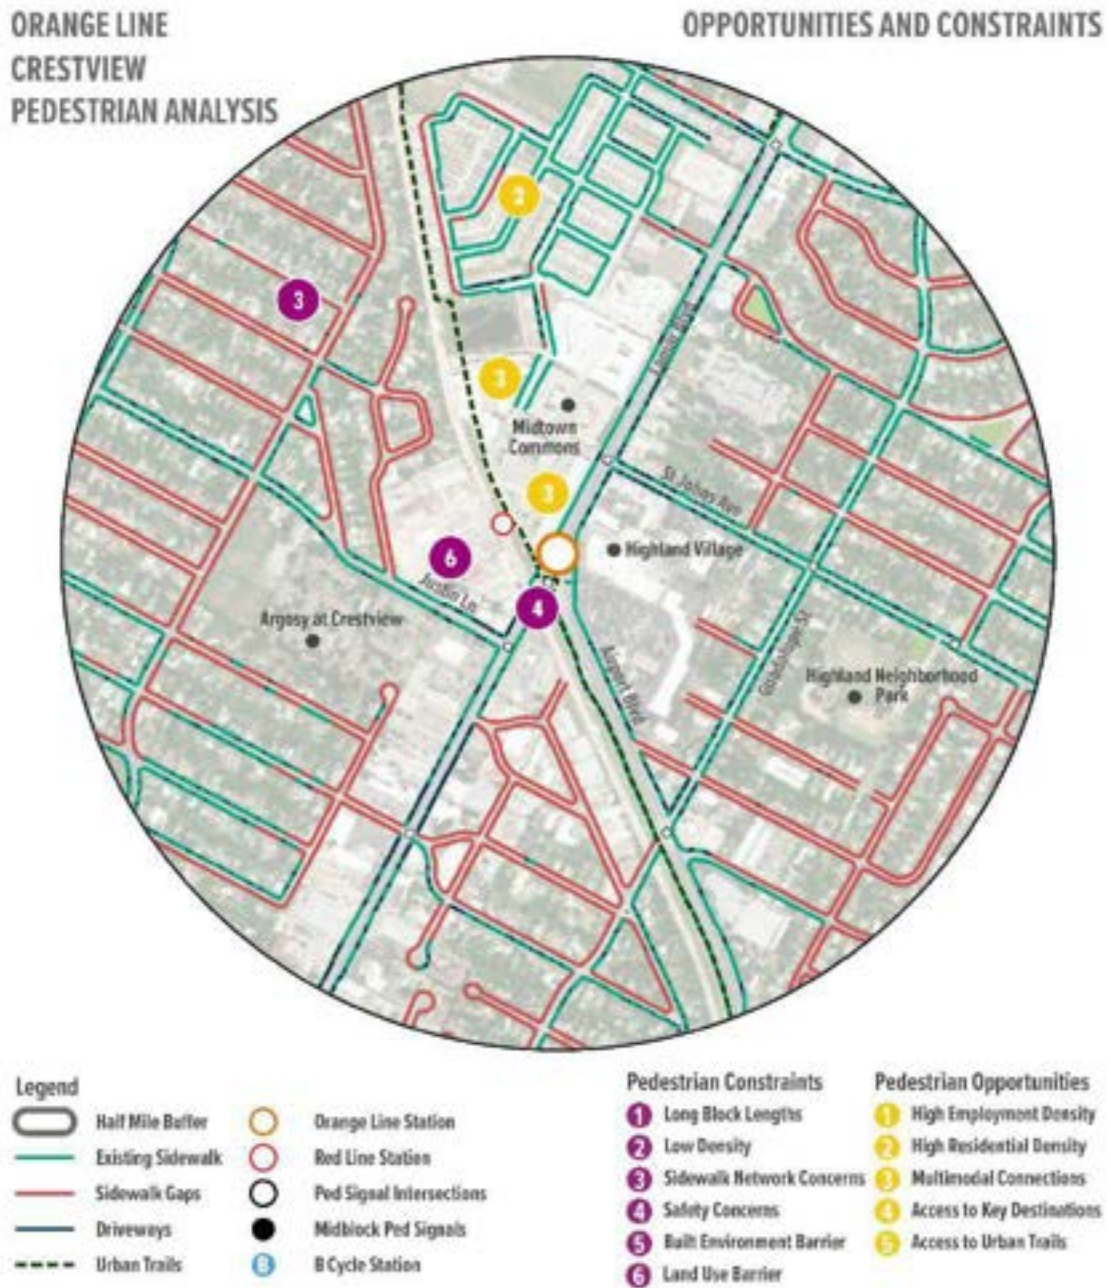 ORANGE LINE
CRESTVIEW
PEDESTRIAN ANALYSIS
OPPORTUNITIES AND CONSTRAINTS
2
3
3
Midtown
Commons
Lamar Blvd
St Johns Ave
3
6
Highland Village
Justin Ln
4
Argosy at Crestview
Airport Blvd
Guadalupe St
Highland Neighborhood
Park
Legend
Half Mile Buffer
Existing Sidewalk
Sidewalk Gaps
Driveways
Urban Trails
Orange Line Station
Red Line Station
Ped Signal Intersections
Midblock Ped Signals
B B Cycle Station
Pedestrian Constraints
1 Long Block Lengths
2 Low Density
3 Sidewalk Network Concerns
4 Safety Concerns
5 Built Environment Barrier
6 Land Use Barrier
Pedestrian Opportunities
1 High Employment Density
2 High Residential Density
3 Multimodal Connections
4 Access to Key Destinations
5 Access to Urban Trails